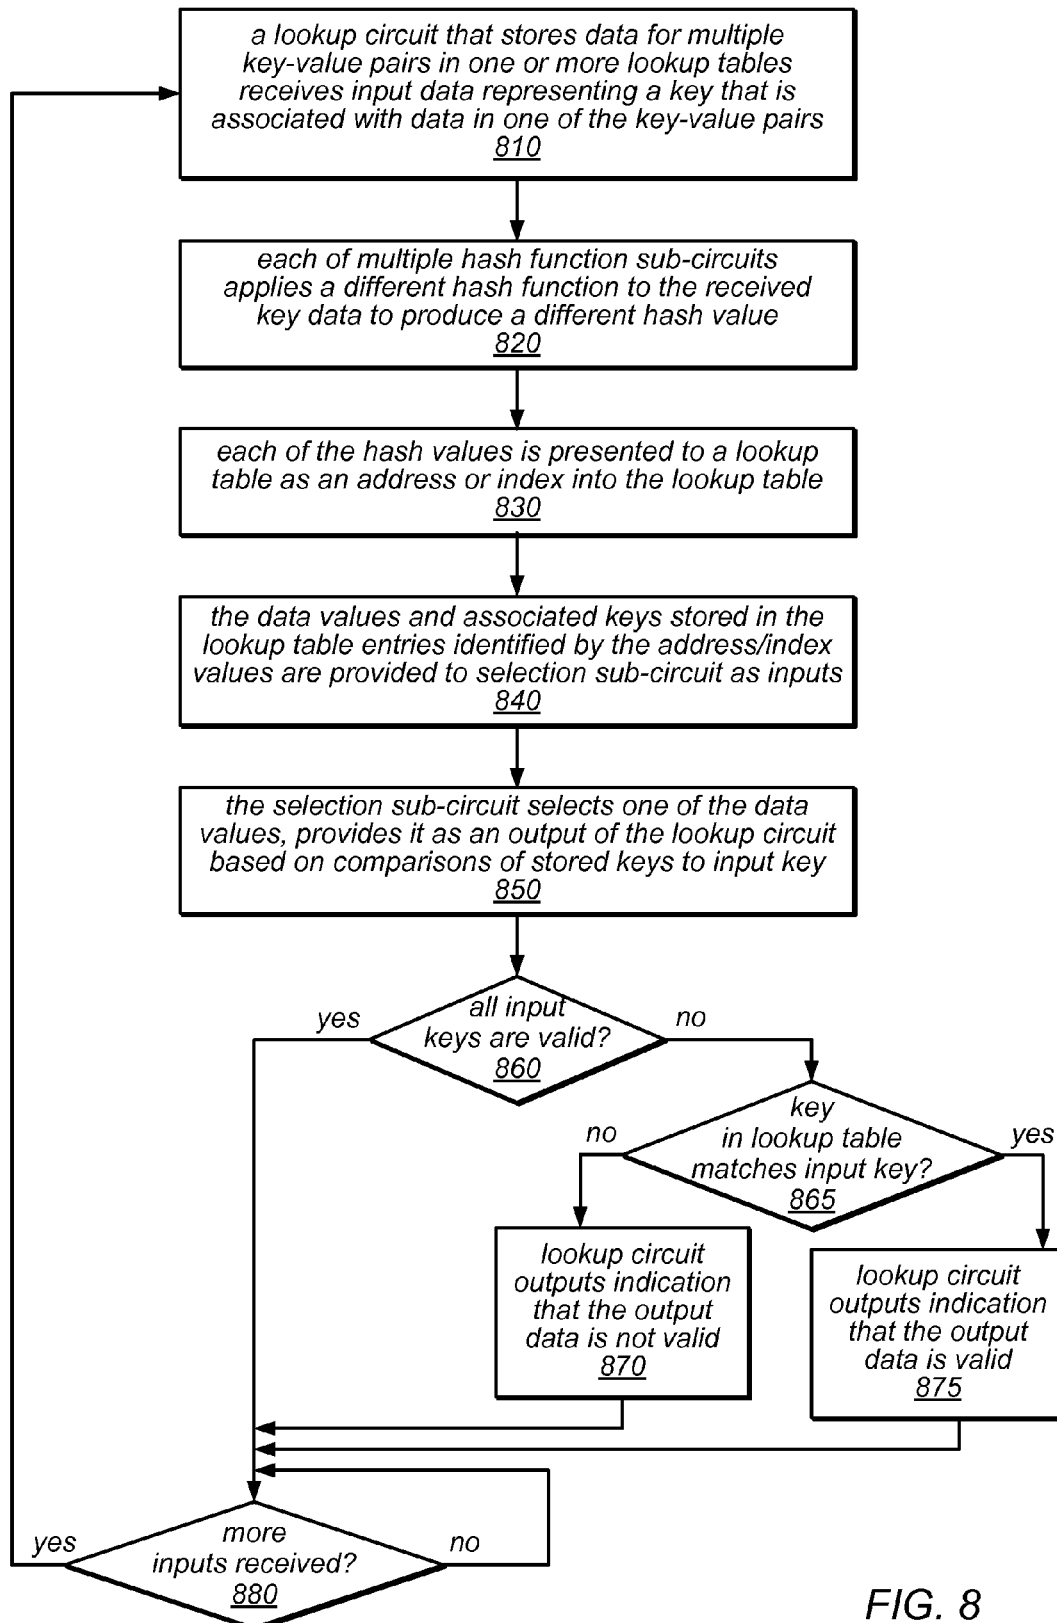 a lookup circuit that stores data for multiple
key-value pairs in one or more lookup tables
receives input data representing a key that is
associated with data in one of the key-value pairs
810
each of multiple hash function sub-circuits
applies a different hash function to the received
key data to produce a different hash value
820
each of the hash values is presented to a lookup
table as an address or index into the lookup table
830
the data values and associated keys stored in the
lookup table entries identified by the address/index
values are provided to selection sub-circuit as inputs
840
the selection sub-circuit selects one of the data
values, provides it as an output of the lookup circuit
based on comparisons of stored keys to input key
850
yes
all input
keys are valid?
860
no
no
key
in lookup table
matches input key?
865
yes
lookup circuit
outputs indication
that the output
data is not valid
870
lookup circuit
outputs indication
that the output
data is valid
875
yes
more
inputs received?
880
no
FIG. 8